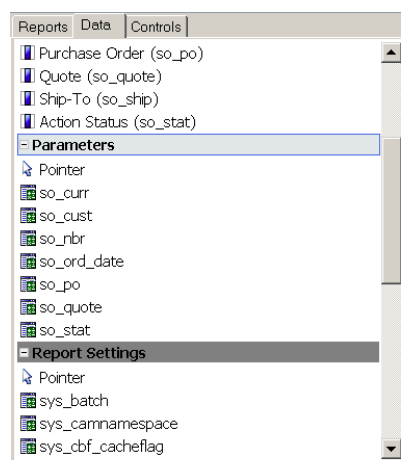 Reports Data Controls
Purchase Order (so_po)
Quote (so_quote)
Ship-To (so_ship)
Action Status (so_stat)
Parameters
Pointer
so_curr
so_cust
so_nbr
so_ord_date
so_po
so_quote
so_stat
Report Settings
Pointer
sys_batch
sys_camnamespace
sys_cbf_cacheflag